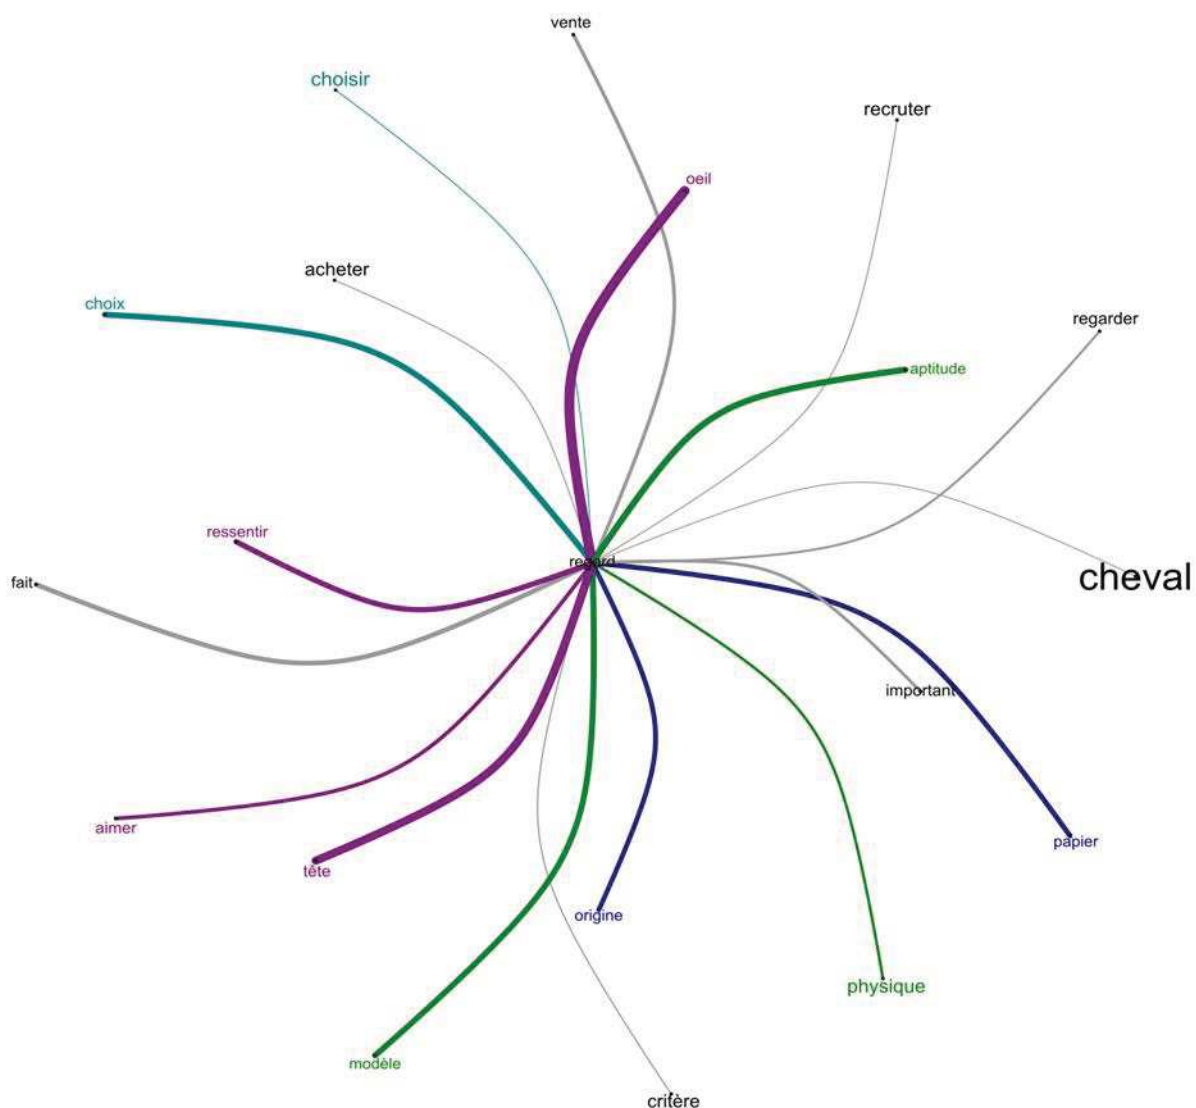 vente
choisir
recruter
oeil
acheter
choix
regarder
aptitude
ressentir
regard
fait
cheval
important
aimer
papier
tête
origine
physique
modèle
critère